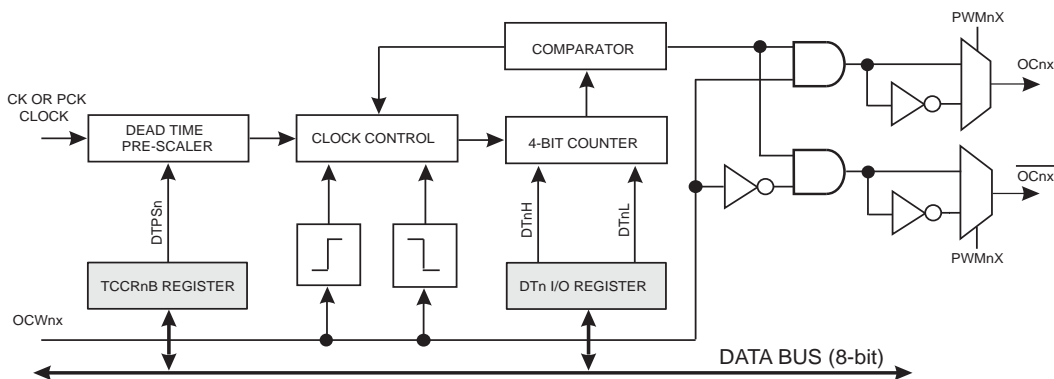 PWMnX
COMPARATOR
OCnx
CK OR PCK
CLOCK
DEAD TIME
PRE-SCALER
CLOCK CONTROL
4-BIT COUNTER
OCnx
DTPSn
DTnH
DTnL
PWMnX
TCCRnB REGISTER
DTn I/O REGISTER
OCWnx
DATA BUS (8-bit)